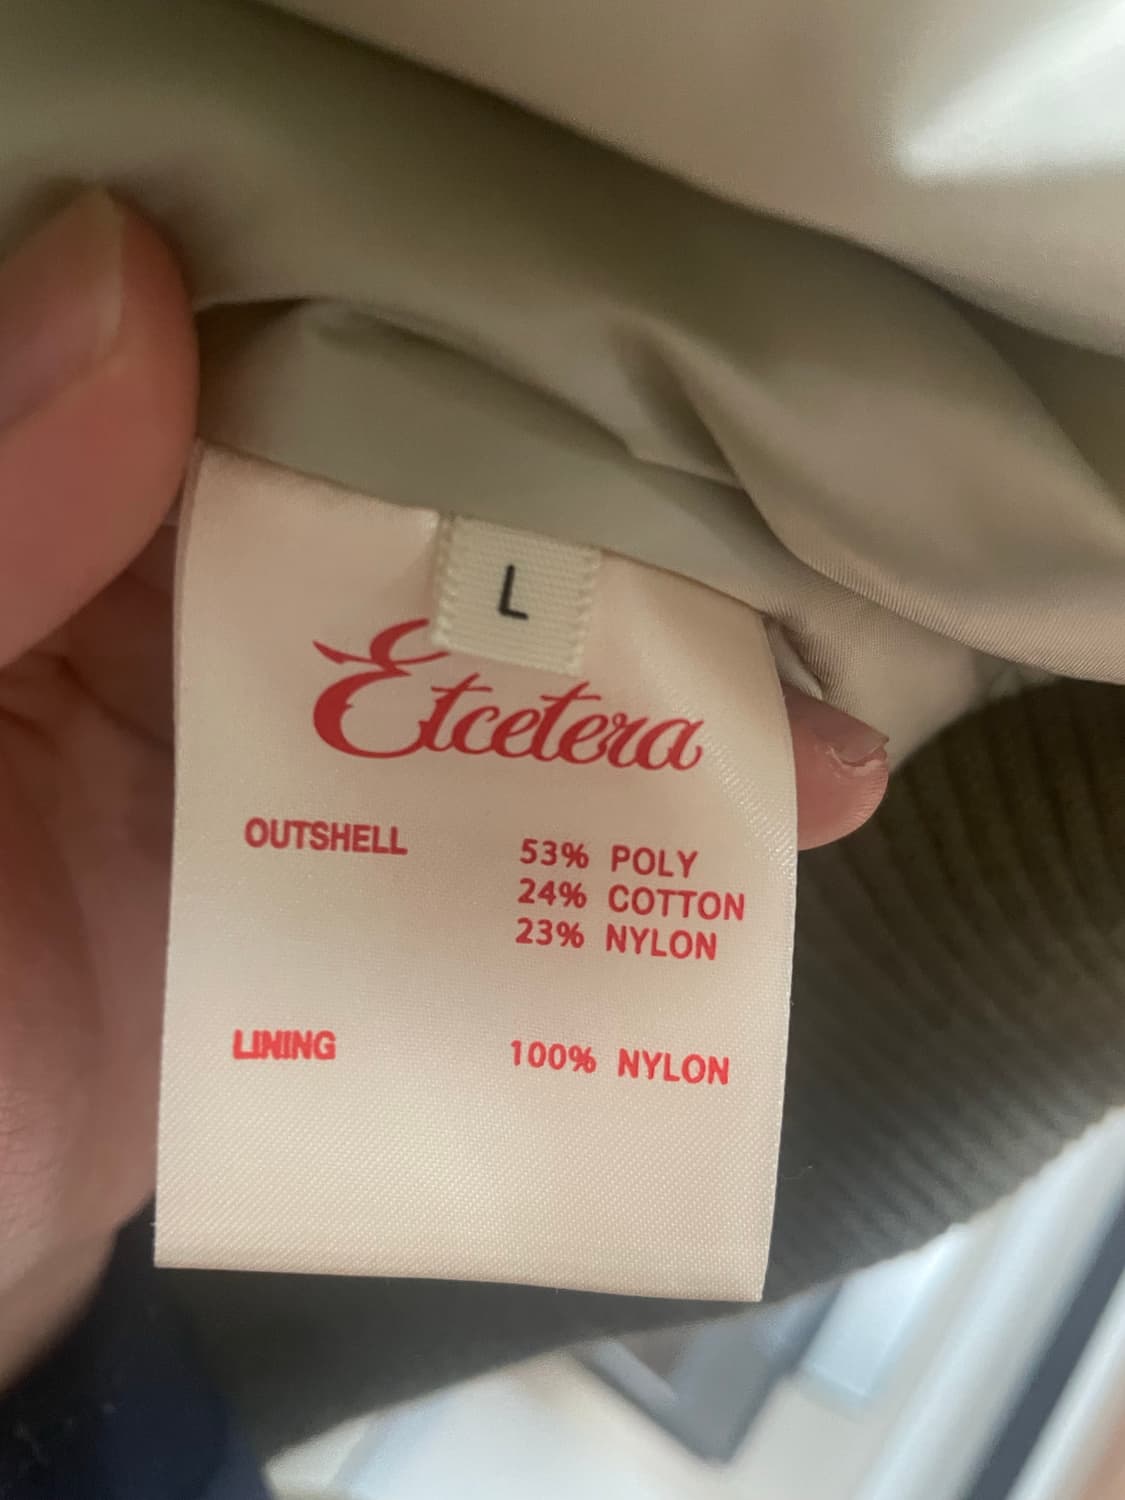 L
Etcetera
OUTSHELL 53% POLY
24% COTTON
23% NYLON
LINING 100% NYLON